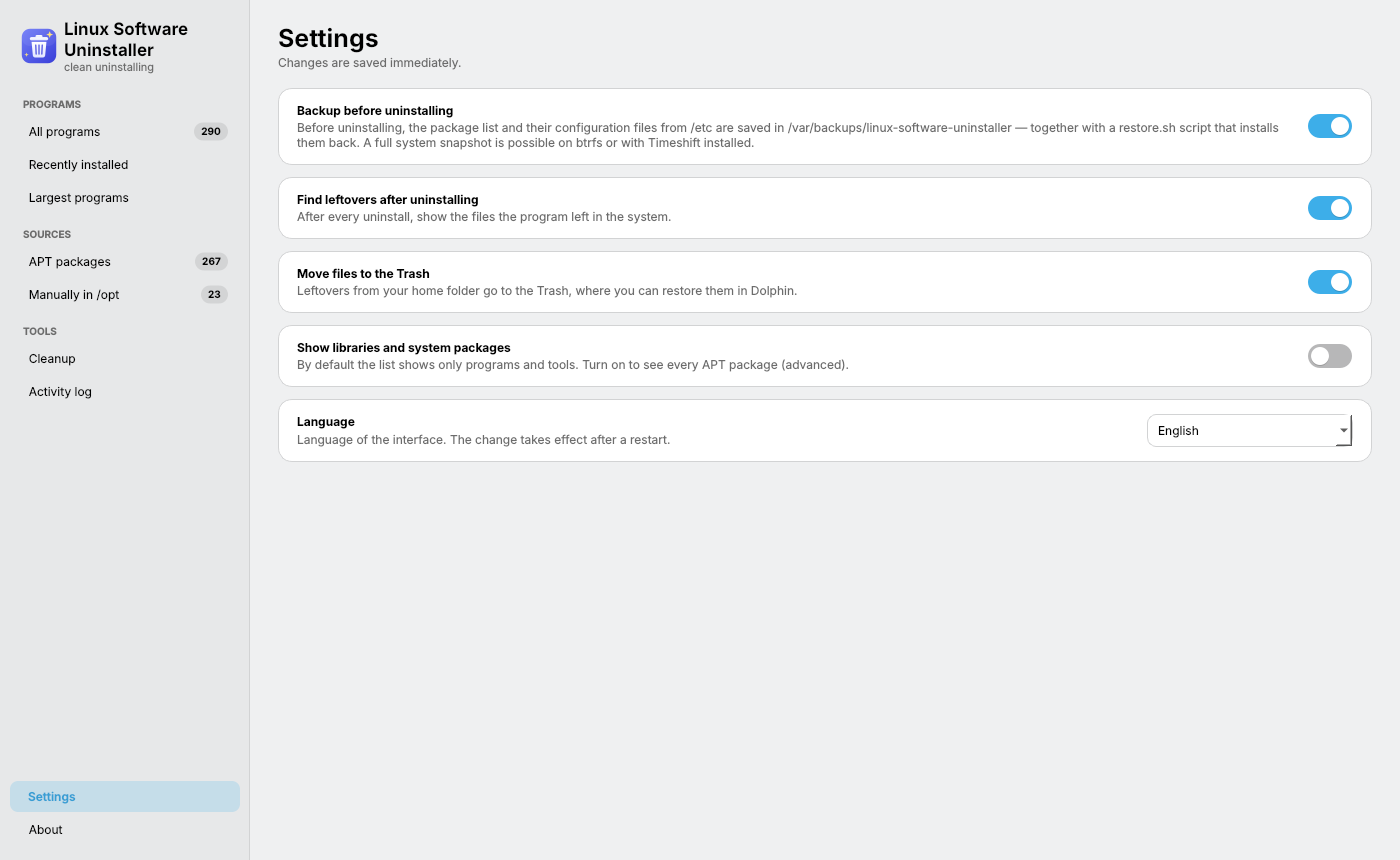 Linux Software
Uninstaller
clean uninstalling
PROGRAMS
All programs 290
Recently installed
Largest programs
SOURCES
APT packages 267
Manually in /opt 23
TOOLS
Cleanup
Activity log
Settings
About
Settings
Changes are saved immediately.
Backup before uninstalling
Before uninstalling, the package list and their configuration files from /etc are saved in /var/backups/linux-software-uninstaller — together with a restore.sh script that installs
them back. A full system snapshot is possible on btrfs or with Timeshift installed.
Find leftovers after uninstalling
After every uninstall, show the files the program left in the system.
Move files to the Trash
Leftovers from your home folder go to the Trash, where you can restore them in Dolphin.
Show libraries and system packages
By default the list shows only programs and tools. Turn on to see every APT package (advanced).
Language
Language of the interface. The change takes effect after a restart.
English